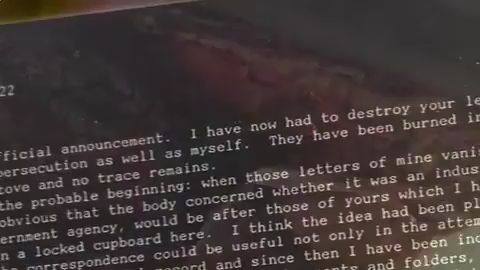 22
fficial announcement. I have now had to destroy your le
persecution as well as myself. They have been burned in
tove and no trace remains.
the probable beginning: when those letters of mine vanis
obvious that the body concerned whether it was an indus
ernment agency, would be after those of yours which I h
n a locked cupboard here. I think the idea had been pl
e correspondence could be useful not only in the attem
record and since then I have been inc
nts and folders,